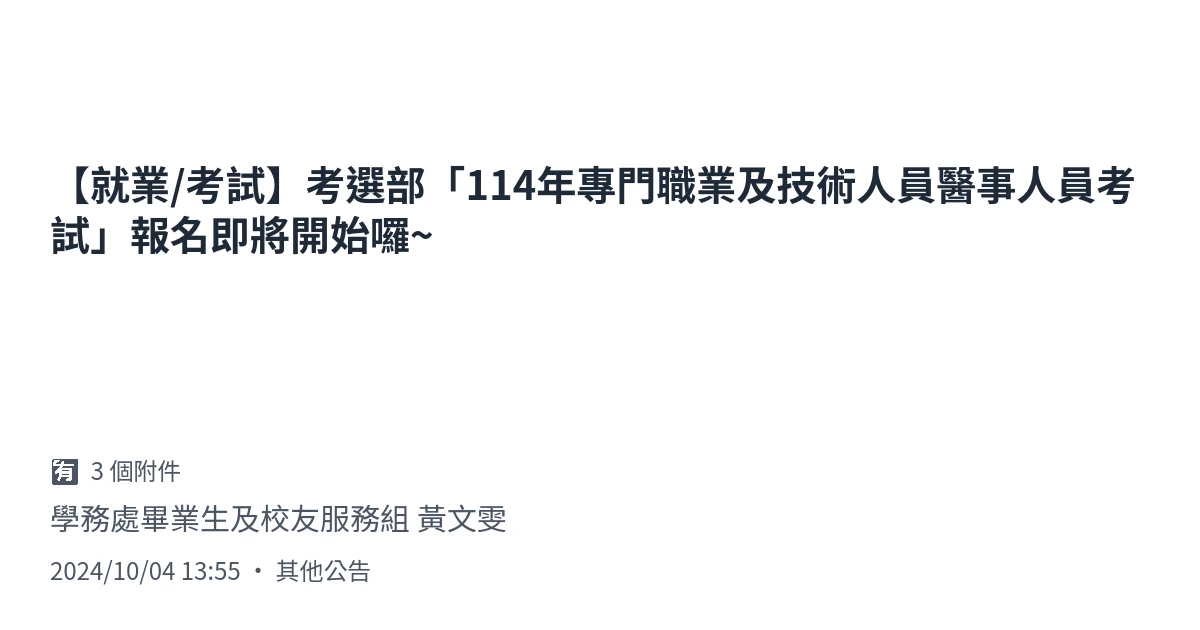 【就業/考試】考選部「114年專門職業及技術人員醫事人員考
試」報名即將開始囉~
有 3 個附件
學務處畢業生及校友服務組 黃文雯
2024/10/04 13:55 • 其他公告